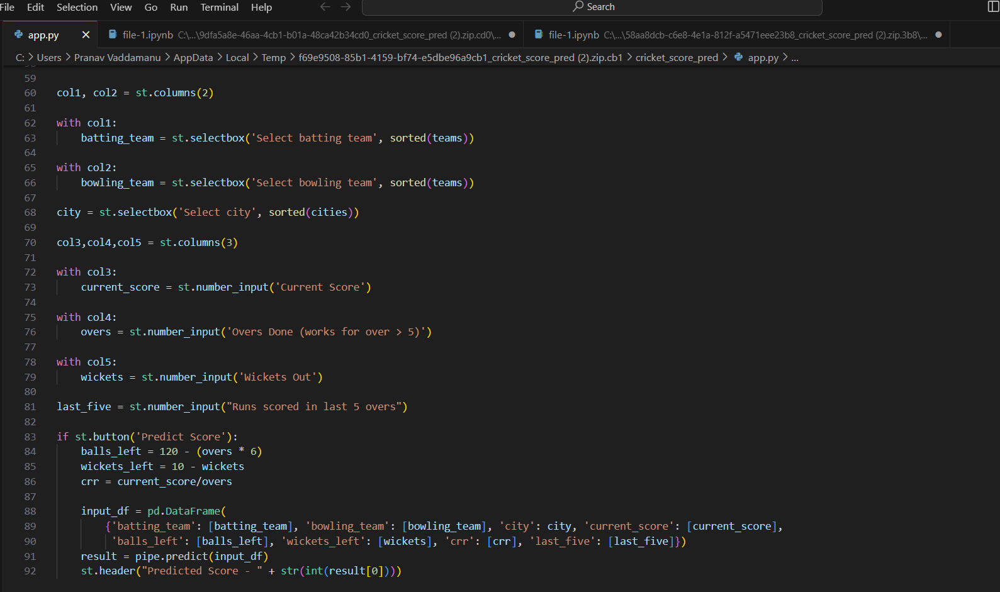 File Edit Selection View Go Run Terminal Help Search
app.py file-1.ipynb C:\...\9dfa5a8e-46aa-4cb1-b01a-48ca42b34cd0_cricket_score_pred (2).zip.cd0\... file-1.ipynb C:\...\58aa8dcb-c6e8-4e1a-812f-a5471eee23b8_cricket_score_pred (2).zip.3b8\...
C: > Users > Pranav Vaddamanu > AppData > Local > Temp > f69e9508-85b1-4159-bf74-e5dbe96a9cb1_cricket_score_pred (2).zip.cb1 > cricket_score_pred > app.py > ...
59
60 col1, col2 = st.columns(2)
61
62 with col1:
63     batting_team = st.selectbox('Select batting team', sorted(teams))
64
65 with col2:
66     bowling_team = st.selectbox('Select bowling team', sorted(teams))
67
68 city = st.selectbox('Select city', sorted(cities))
69
70 col3,col4,col5 = st.columns(3)
71
72 with col3:
73     current_score = st.number_input('Current Score')
74
75 with col4:
76     overs = st.number_input('Overs Done (works for over > 5)')
77
78 with col5:
79     wickets = st.number_input('Wickets Out')
80
81 last_five = st.number_input("Runs scored in last 5 overs")
82
83 if st.button('Predict Score'):
84     balls_left = 120 - (overs * 6)
85     wickets_left = 10 - wickets
86     crr = current_score/overs
87
88     input_df = pd.DataFrame(
89         {'batting_team': [batting_team], 'bowling_team': [bowling_team], 'city': city, 'current_score': [current_score],
90          'balls_left': [balls_left], 'wickets_left': [wickets], 'crr': [crr], 'last_five': [last_five]})
91     result = pipe.predict(input_df)
92     st.header("Predicted Score - " + str(int(result[0])))